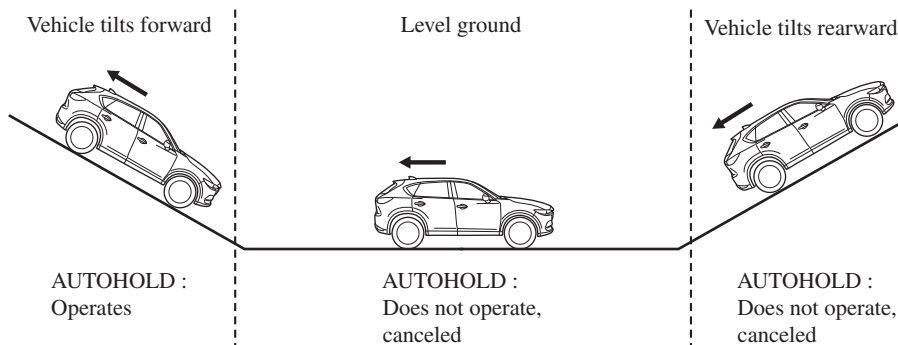 Vehicle tilts forward
Level ground
Vehicle tilts rearward
AUTOHOLD :
Operates
AUTOHOLD :
Does not operate,
canceled
AUTOHOLD :
Does not operate,
canceled